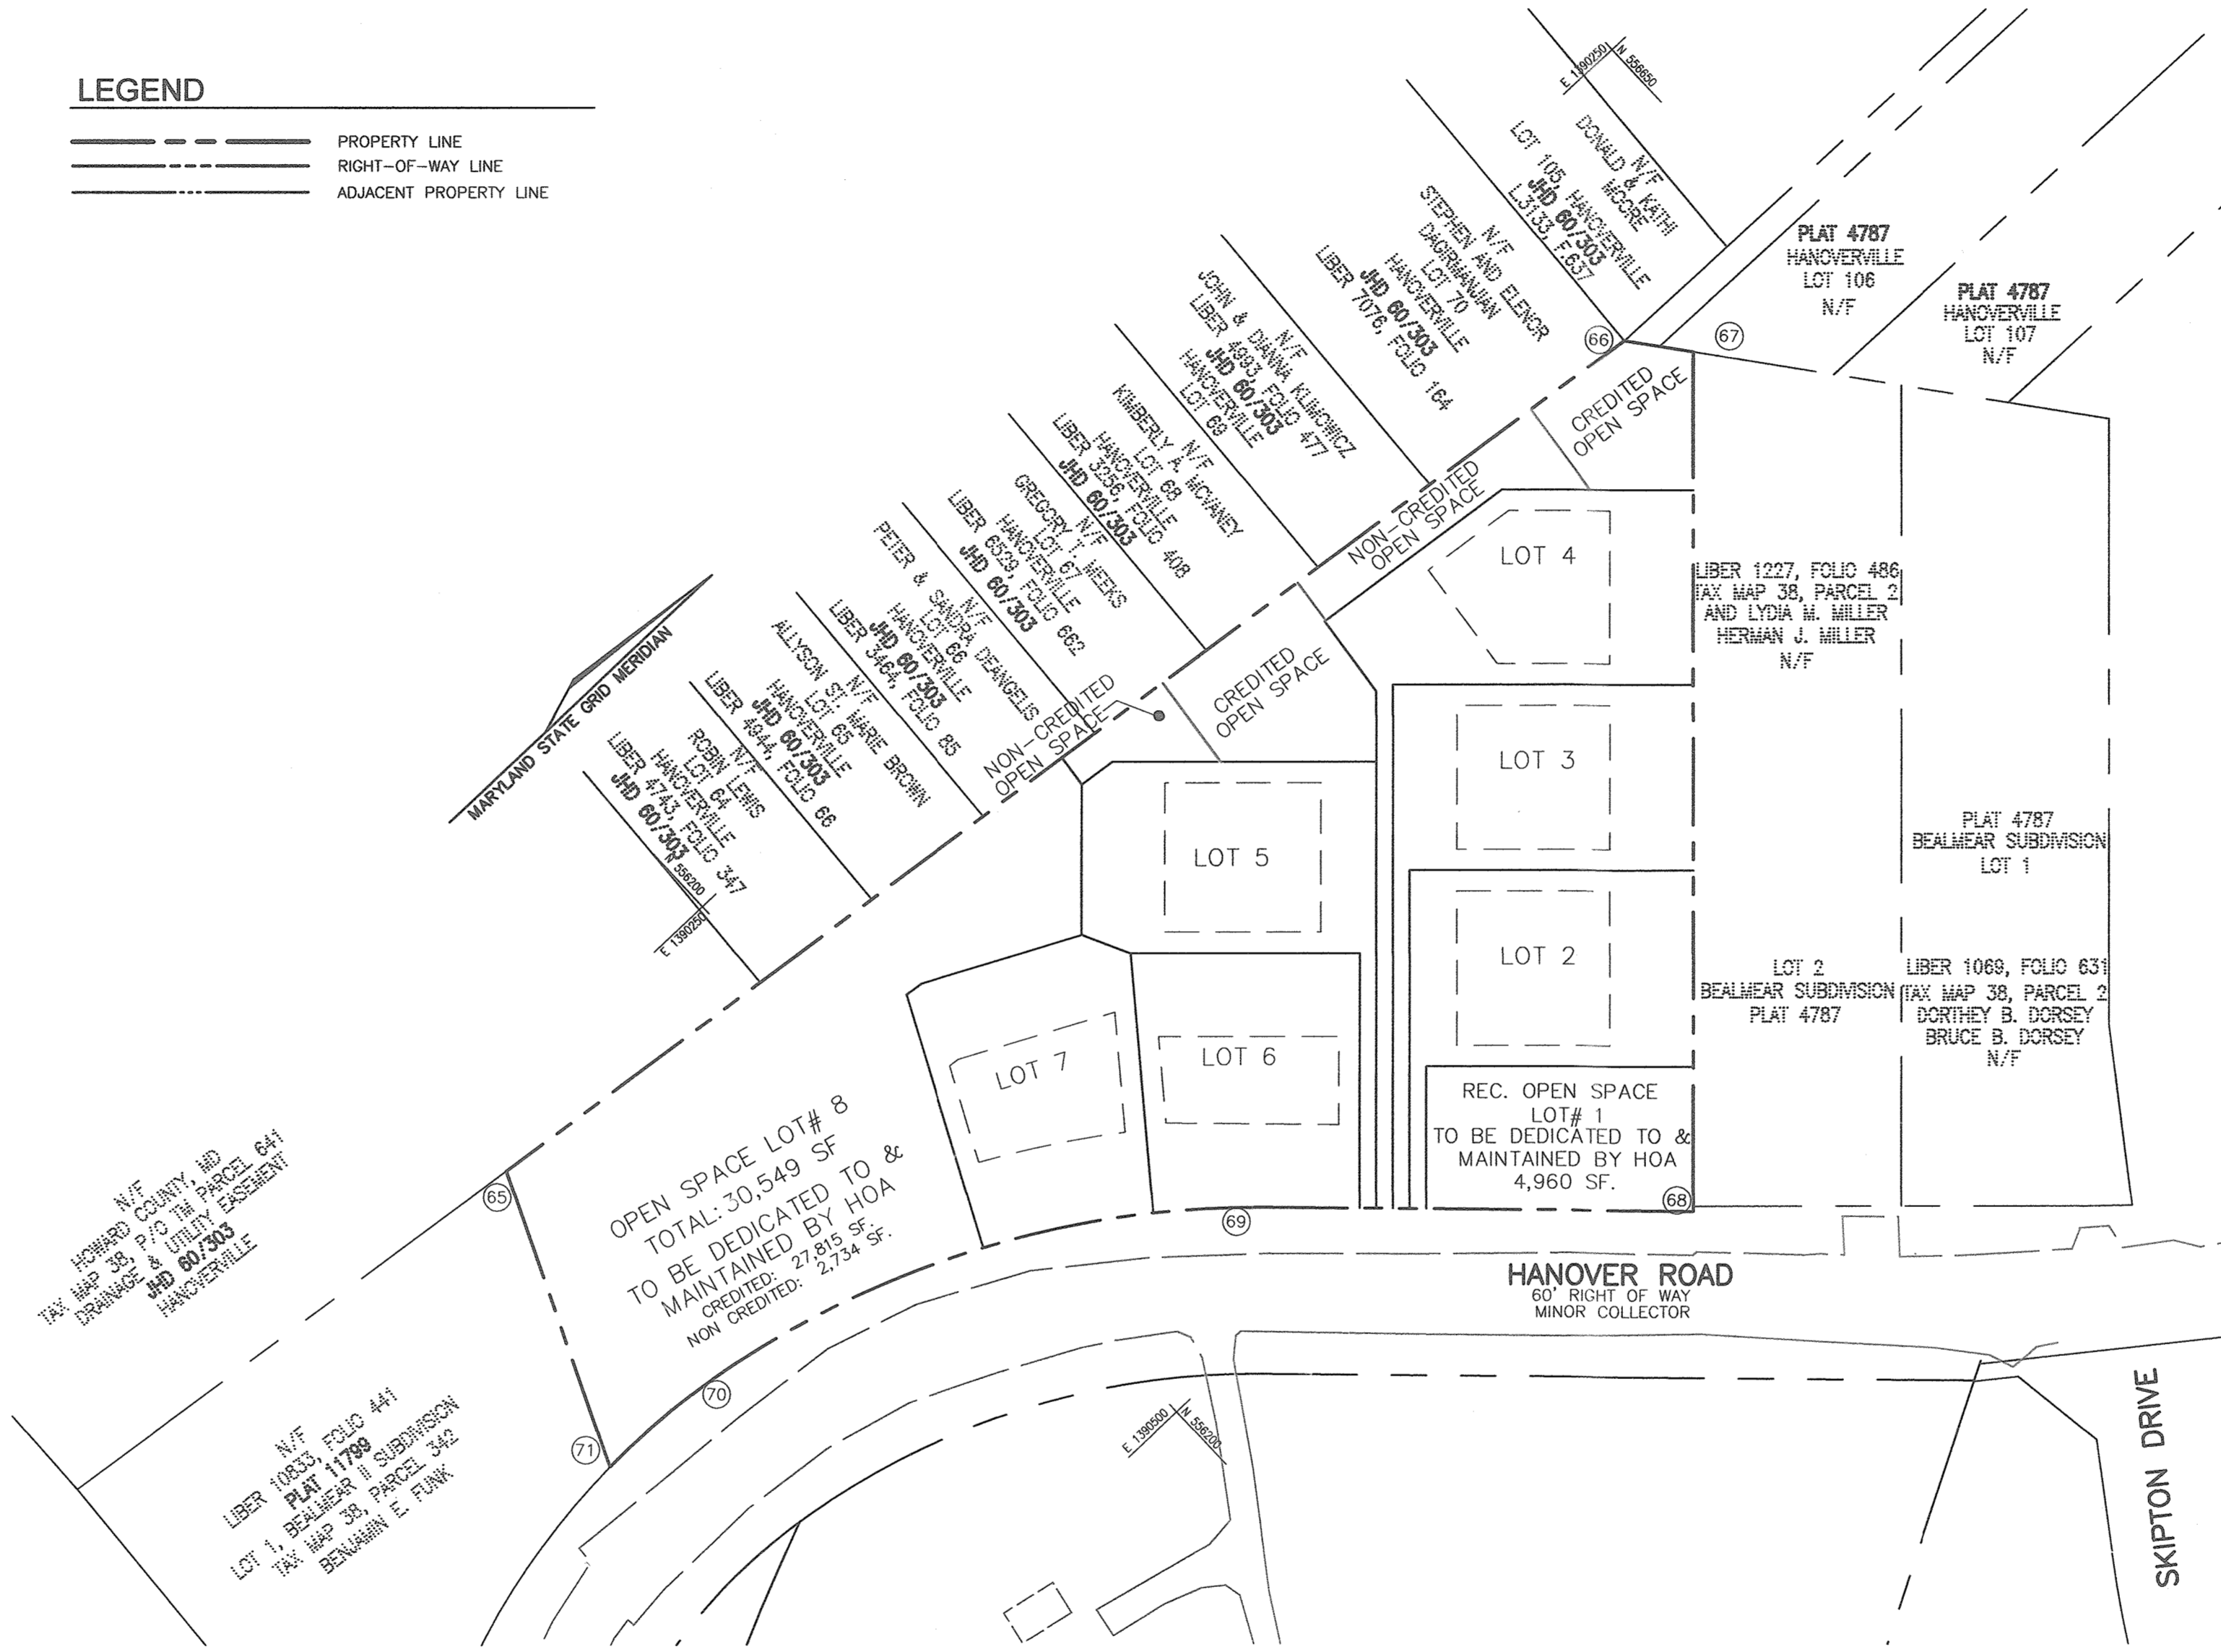 LEGEND
PROPERTY LINE
RIGHT-OF-WAY LINE
ADJACENT PROPERTY LINE
E 1390250
N 556650
N/F
DONALD & KATHI
MOORE
LOT 105, HANOVERVILLE
JHD 60/303
L.3133, F.637
N/F
STEPHEN AND ELENOR
DAGIRMANJIAN
LOT 70
HANOVERVILLE
JHD 60/303
LIBER 7076, FOLIO 164
N/F
JOHN & DIANNA KLIMOWICZ
LIBER 4993, FOLIO 477
JHD 60/303
HANOVERVILLE
LOT 69
N/F
KIMBERLY A. MCVANEY
LOT 68
HANOVERVILLE
LIBER 3256, FOLIO 408
JHD 60/303
N/F
GREGORY T. WEEKS
LOT 67
HANOVERVILLE
LIBER 6529, FOLIO 662
JHD 60/303
N/F
PETER & SANDRA DEANGELIS
LOT 66
HANOVERVILLE
JHD 60/303
LIBER 3464, FOLIO 85
N/F
ALLYSON ST. MARIE BROWN
LOT 65
HANOVERVILLE
JHD 60/303
LIBER 4944, FOLIO 66
N/F
ROBIN LEWIS
LOT 64
HANOVERVILLE
LIBER 4743, FOLIO 347
JHD 60/303
N 556200
E 1390250
MARYLAND STATE GRID MERIDIAN
PLAT 4787
HANOVERVILLE
LOT 106
N/F
PLAT 4787
HANOVERVILLE
LOT 107
N/F
66
67
CREDITED
OPEN SPACE
NON-CREDITED
OPEN SPACE
CREDITED
OPEN SPACE
NON-CREDITED
OPEN SPACE
LOT 4
LOT 3
LOT 5
LOT 2
LOT 6
LOT 7
LIBER 1227, FOLIO 486
TAX MAP 38, PARCEL 2
AND LYDIA M. MILLER
HERMAN J. MILLER
N/F
PLAT 4787
BEALMEAR SUBDIVISION
LOT 1
LOT 2
BEALMEAR SUBDIVISION
PLAT 4787
LIBER 1069, FOLIO 631
TAX MAP 38, PARCEL 2
DORTHEY B. DORSEY
BRUCE B. DORSEY
N/F
REC. OPEN SPACE
LOT# 1
TO BE DEDICATED TO &
MAINTAINED BY HOA
4,960 SF.
68
69
OPEN SPACE LOT# 8
TOTAL: 30,549 SF
TO BE DEDICATED TO &
MAINTAINED BY HOA
CREDITED: 27,815 SF.
NON CREDITED: 2,734 SF.
65
70
71
N/F
HOWARD COUNTY, MD
TAX MAP 38, P/O TM PARCEL 641
DRAINAGE & UTILITY EASEMENT
JHD 60/303
HANOVERVILLE
N/F
LIBER 10833, FOLIO 441
PLAT 11799
LOT 1, BEALMEAR II SUBDIVISION
TAX MAP 38, PARCEL 342
BENJAMIN E. FUNK
HANOVER ROAD
60' RIGHT OF WAY
MINOR COLLECTOR
E 1390500
N 556200
SKIPTON DRIVE